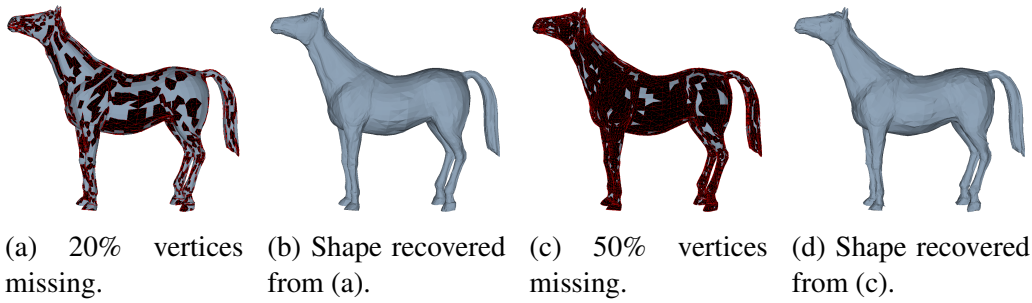 (a) 20% vertices
missing.
(b) Shape recovered
from (a).
(c) 50% vertices
missing.
(d) Shape recovered
from (c).